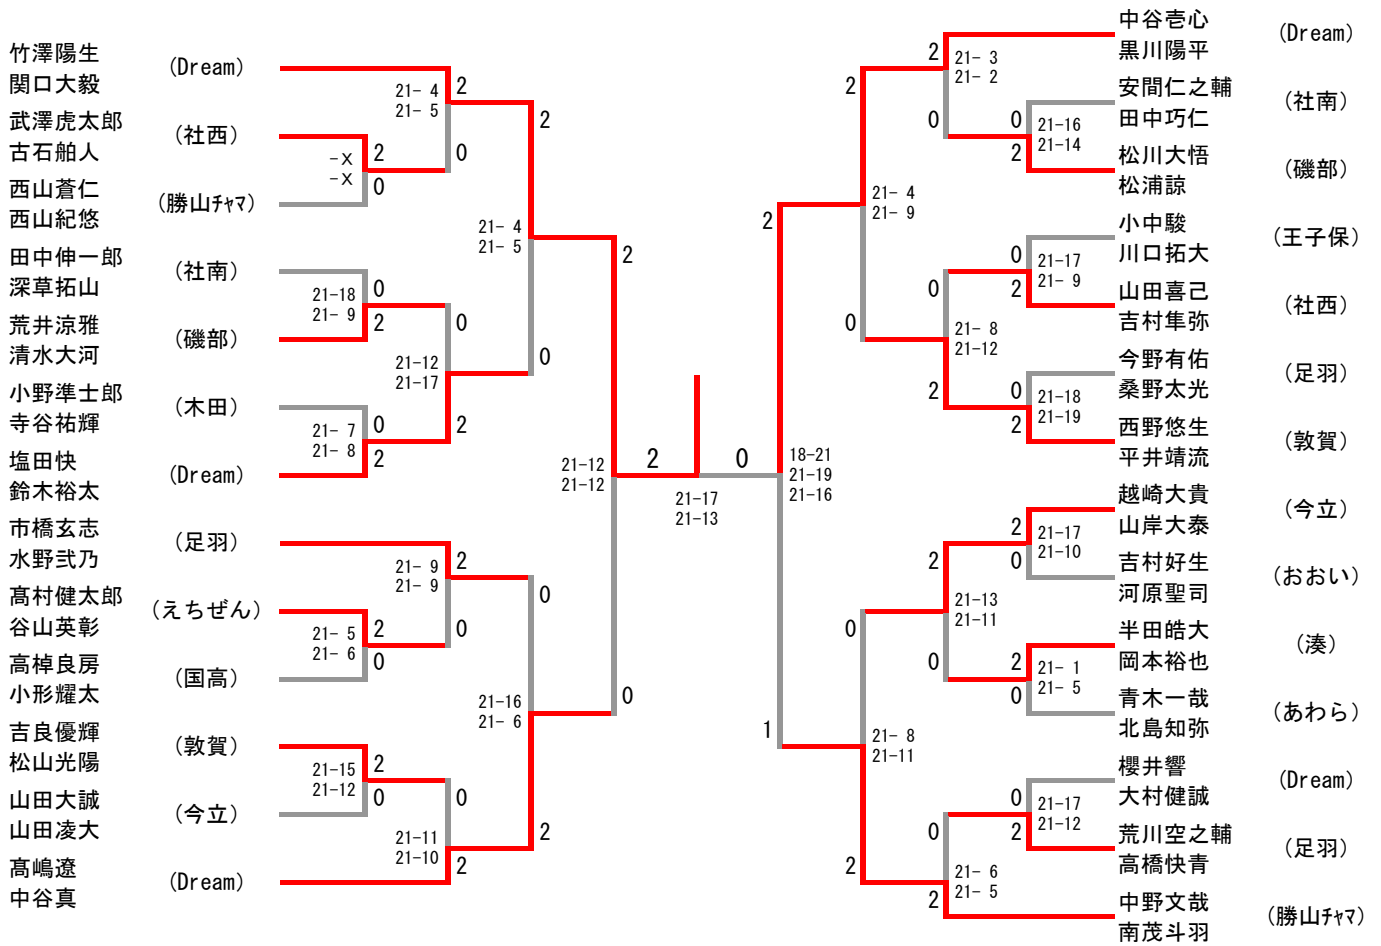 竹澤陽生
関口大毅
(Dream)
武澤虎太郎
古石舶人
(社西)
西山蒼仁
西山紀悠
(勝山ﾁｬﾏ)
田中伸一郎
深草拓山
(社南)
荒井涼雅
清水大河
(磯部)
小野準士郎
寺谷祐輝
(木田)
塩田快
鈴木裕太
(Dream)
市橋玄志
水野弐乃
(足羽)
髙村健太郎
谷山英彰
(えちぜん)
高棹良房
小形耀太
(国高)
吉良優輝
松山光陽
(敦賀)
山田大誠
山田凌大
(今立)
髙嶋遼
中谷真
(Dream)
-X
-X
2
0
21-18
21- 9
0
2
21- 7
21- 8
0
2
21- 5
21- 6
2
0
21-15
21-12
2
0
21- 4
21- 5
2
0
21-12
21-17
0
2
21- 9
21- 9
2
0
21-11
21-10
0
2
21- 4
21- 5
2
0
21-16
21- 6
0
2
21-12
21-12
2
0
2
0
21-17
21-13
18-21
21-19
21-16
2
1
21- 4
21- 9
2
0
21- 8
21-11
0
2
21- 3
21- 2
2
0
21- 8
21-12
0
2
21-13
21-11
2
0
21- 6
21- 5
0
2
21-16
21-14
0
2
21-17
21- 9
0
2
21-18
21-19
0
2
21-17
21-10
2
0
21- 1
21- 5
2
0
21-17
21-12
0
2
中谷壱心
黒川陽平
(Dream)
安間仁之輔
田中巧仁
(社南)
松川大悟
松浦諒
(磯部)
小中駿
川口拓大
(王子保)
山田喜己
吉村隼弥
(社西)
今野有佑
桑野太光
(足羽)
西野悠生
平井靖流
(敦賀)
越崎大貴
山岸大泰
(今立)
吉村好生
河原聖司
(おおい)
半田皓大
岡本裕也
(湊)
青木一哉
北島知弥
(あわら)
櫻井響
大村健誠
(Dream)
荒川空之輔
高橋快青
(足羽)
中野文哉
南茂斗羽
(勝山ﾁｬﾏ)